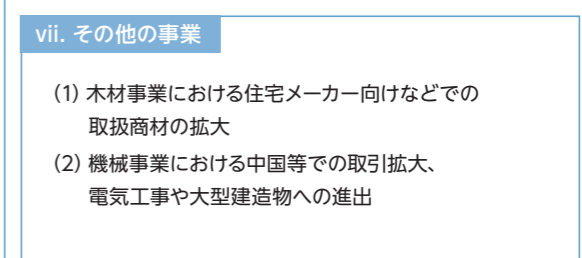 vii. その他の事業
(1) 木材事業における住宅メーカー向けなどでの
取扱商材の拡大
(2) 機械事業における中国等での取引拡大、
電気工事や大型建造物への進出